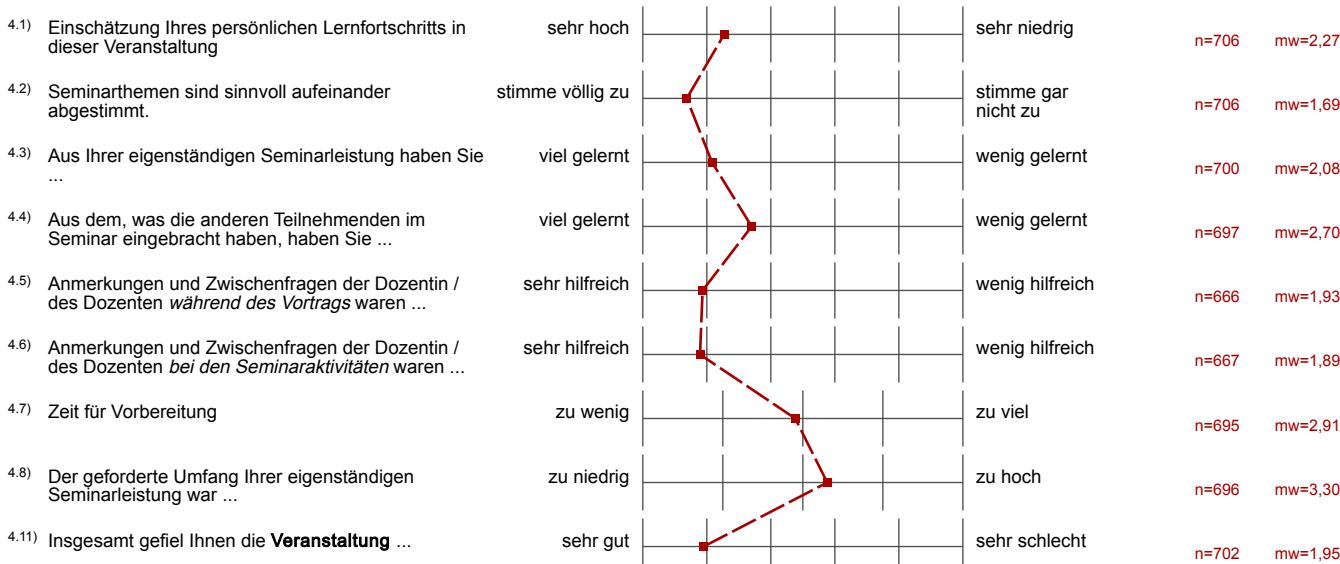 4.1) Einschätzung Ihres persönlichen Lernfortschritts in dieser Veranstaltung sehr hoch sehr niedrig n=706 mw=2,27
4.2) Seminarthemen sind sinnvoll aufeinander abgestimmt. stimme völlig zu stimme gar nicht zu n=706 mw=1,69
4.3) Aus Ihrer eigenständigen Seminarleistung haben Sie ... viel gelernt wenig gelernt n=700 mw=2,08
4.4) Aus dem, was die anderen Teilnehmenden im Seminar eingebracht haben, haben Sie ... viel gelernt wenig gelernt n=697 mw=2,70
4.5) Anmerkungen und Zwischenfragen der Dozentin / des Dozenten während des Vortrags waren ... sehr hilfreich wenig hilfreich n=666 mw=1,93
4.6) Anmerkungen und Zwischenfragen der Dozentin / des Dozenten bei den Seminaraktivitäten waren ... sehr hilfreich wenig hilfreich n=667 mw=1,89
4.7) Zeit für Vorbereitung zu wenig zu viel n=695 mw=2,91
4.8) Der geforderte Umfang Ihrer eigenständigen Seminarleistung war ... zu niedrig zu hoch n=696 mw=3,30
4.11) Insgesamt gefiel Ihnen die Veranstaltung ... sehr gut sehr schlecht n=702 mw=1,95